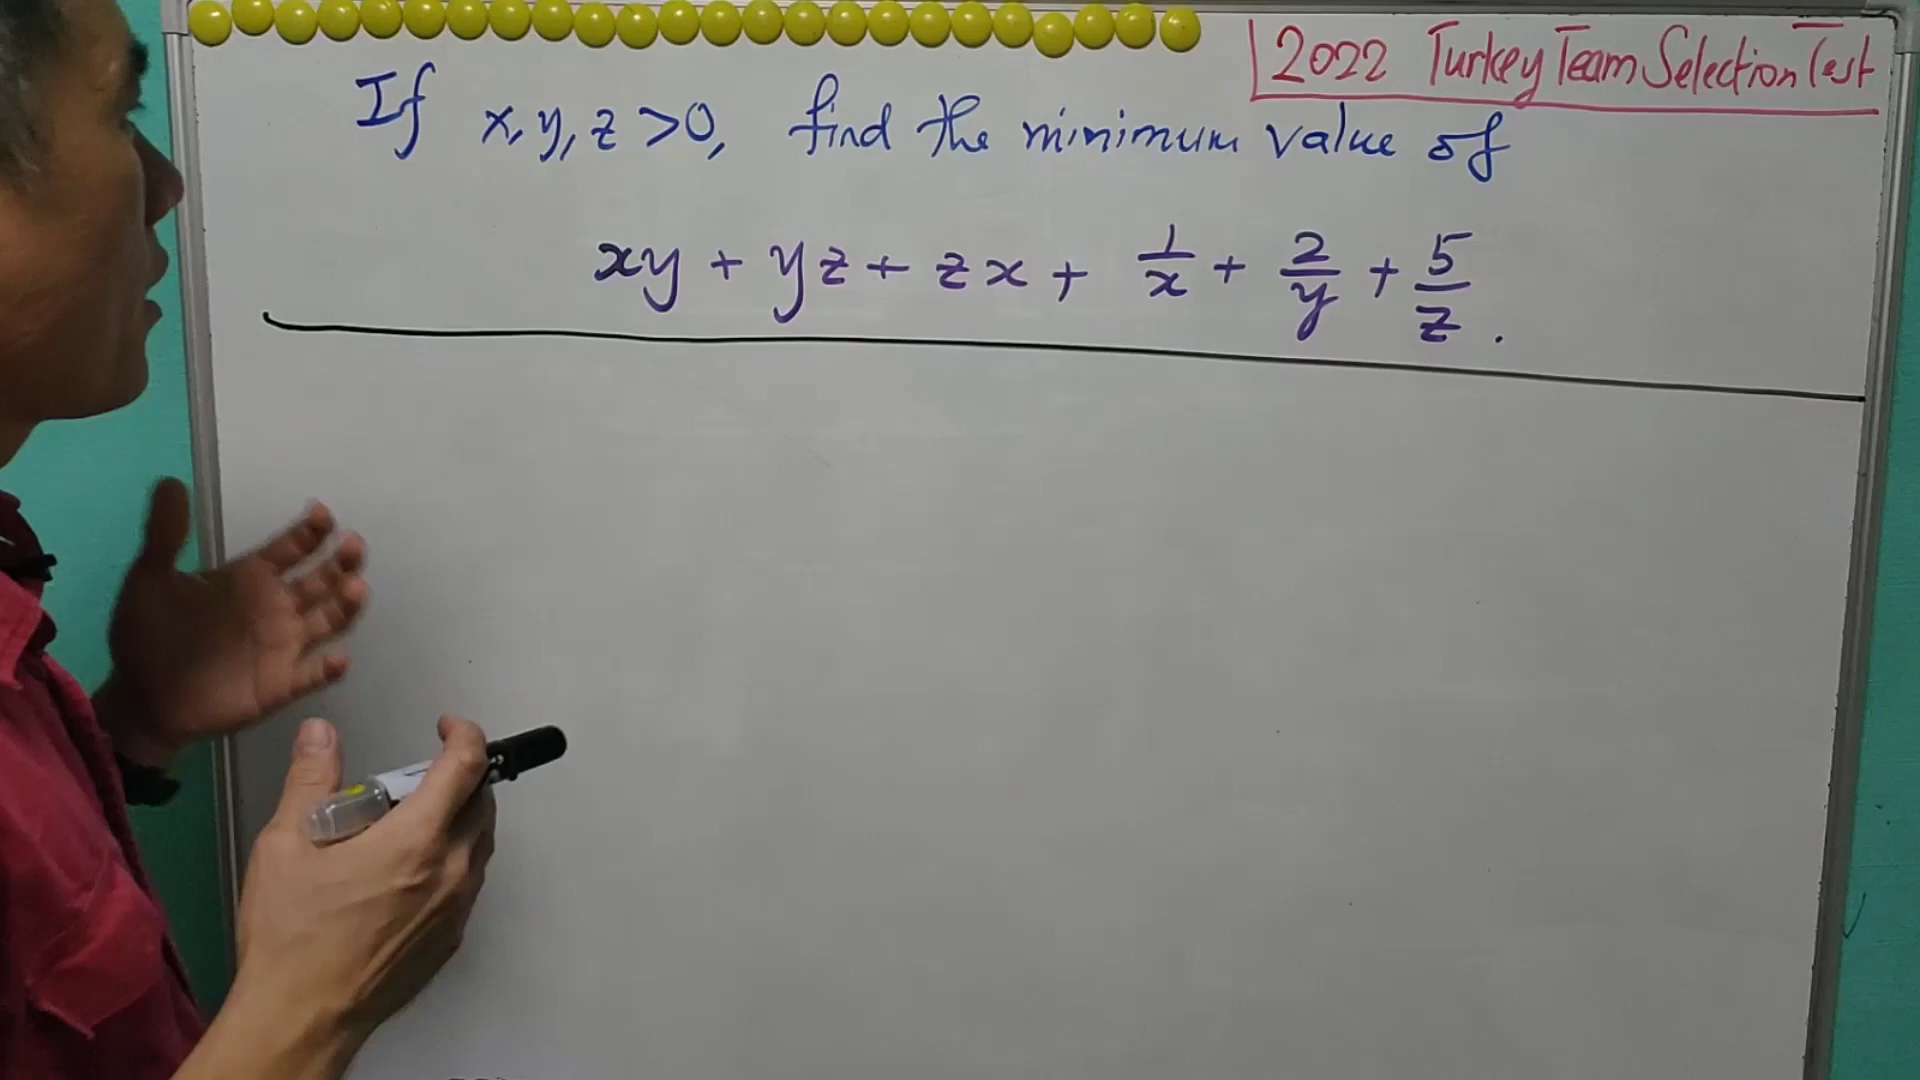 2022 Turkey Team Selection Test
If x, y, z > 0, find the minimum value of
xy + yz + zx + 1/x + 2/y + 5/z.